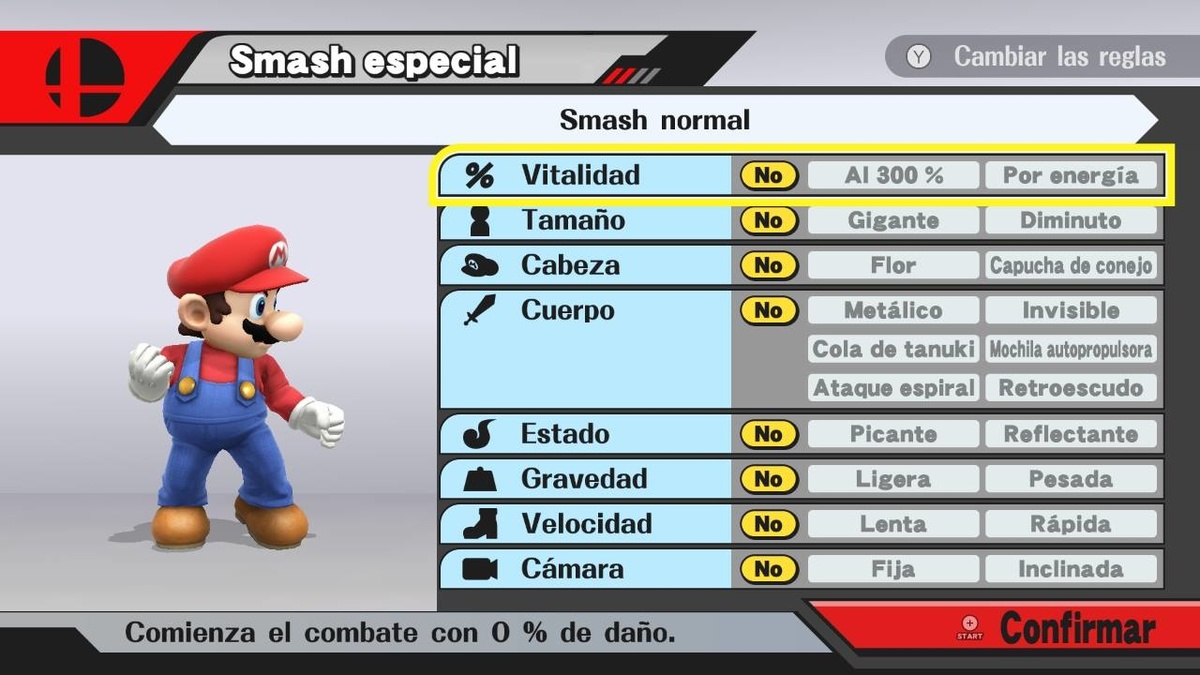 Smash especial
Y Cambiar las reglas
Smash normal
% Vitalidad No Al 300 % Por energía
Tamaño No Gigante Diminuto
Cabeza No Flor Capucha de conejo
Cuerpo No Metálico Invisible
Cola de tanuki Mochila autopropulsora
Ataque espiral Retroescudo
Estado No Picante Reflectante
Gravedad No Ligera Pesada
Velocidad No Lenta Rápida
Cámara No Fija Inclinada
Comienza el combate con 0 % de daño.
START Confirmar